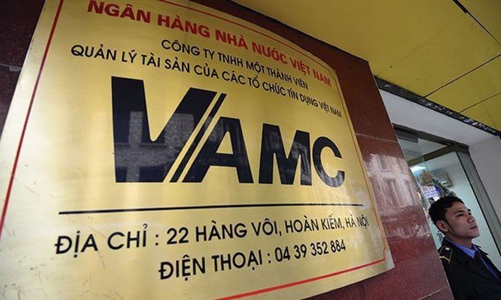 NGÂN HÀNG NHÀ NƯỚC VIỆT NAM
CÔNG TY TNHH MỘT THÀNH VIÊN
QUẢN LÝ TÀI SẢN CỦA CÁC TỔ CHỨC TÍN DỤNG VIỆT NAM
VAMC
ĐỊA CHỈ : 22 HÀNG VÔI, HOÀN KIẾM, HÀ NỘI
ĐIỆN THOẠI : 04 39 352 884